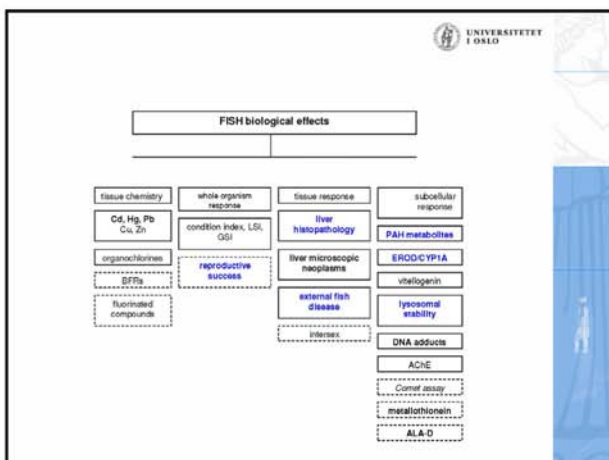 UNIVERSITETET
I OSLO
FISH biological effects
tissue chemistry
Cd, Hg, Pb
Cu, Zn
organochlorines
BFRs
fluorinated
compounds
whole organism
response
condition index, LSI,
GSI
reproductive
success
tissue response
liver
histopathology
liver microscopic
neoplasms
external fish
disease
intersex
subcellular
response
PAH metabolites
EROD/CYP1A
vitellogenin
lysosomal
stability
DNA adducts
AChE
Comet assay
metallothionein
ALA-D